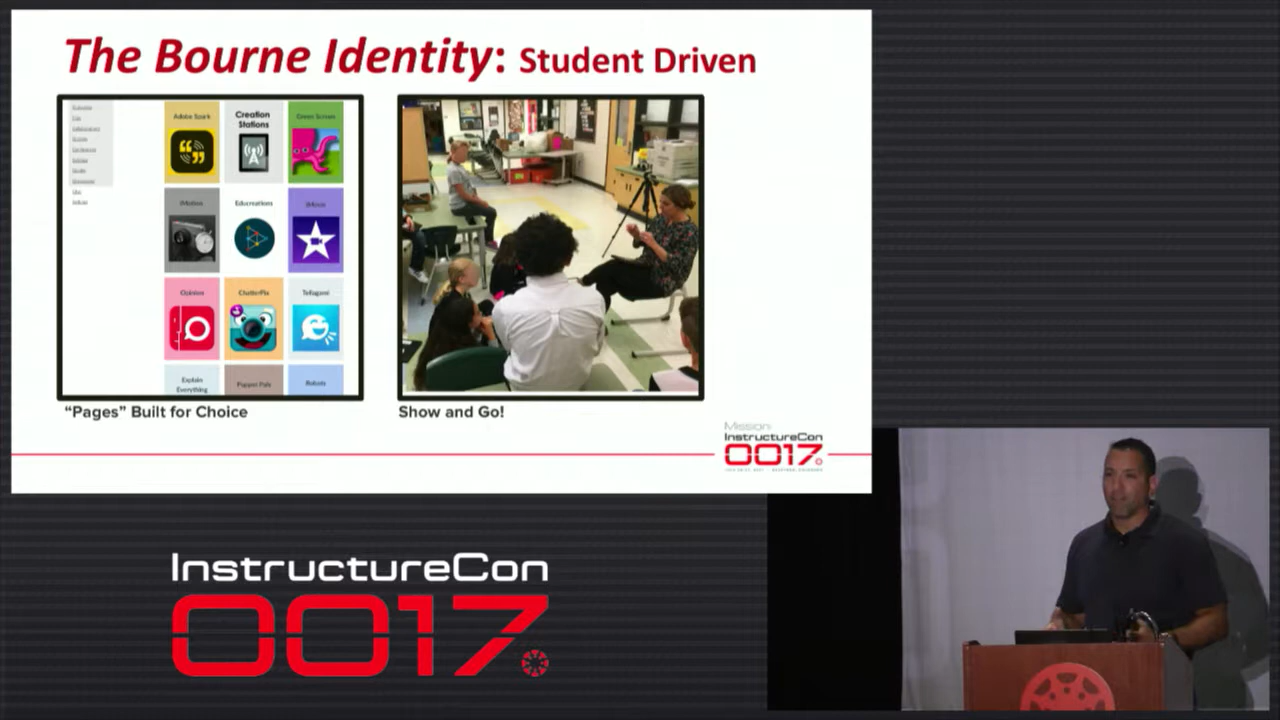 The Bourne Identity: Student Driven
Adobe Spark
Creation
Stations
Green Screen
iMotion
Educreations
iMovie
Opinion
ChatterPix
Tellagami
Explain
Everything
Puppet Pals
Robots
“Pages” Built for Choice
Show and Go!
Mission:
InstructureCon
0017
InstructureCon
0017